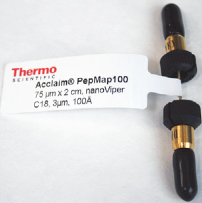 Thermo
SCIENTIFIC
Acclaim® PepMap100
75 µm x 2 cm, nanoViper
C18, 3µm, 100Å